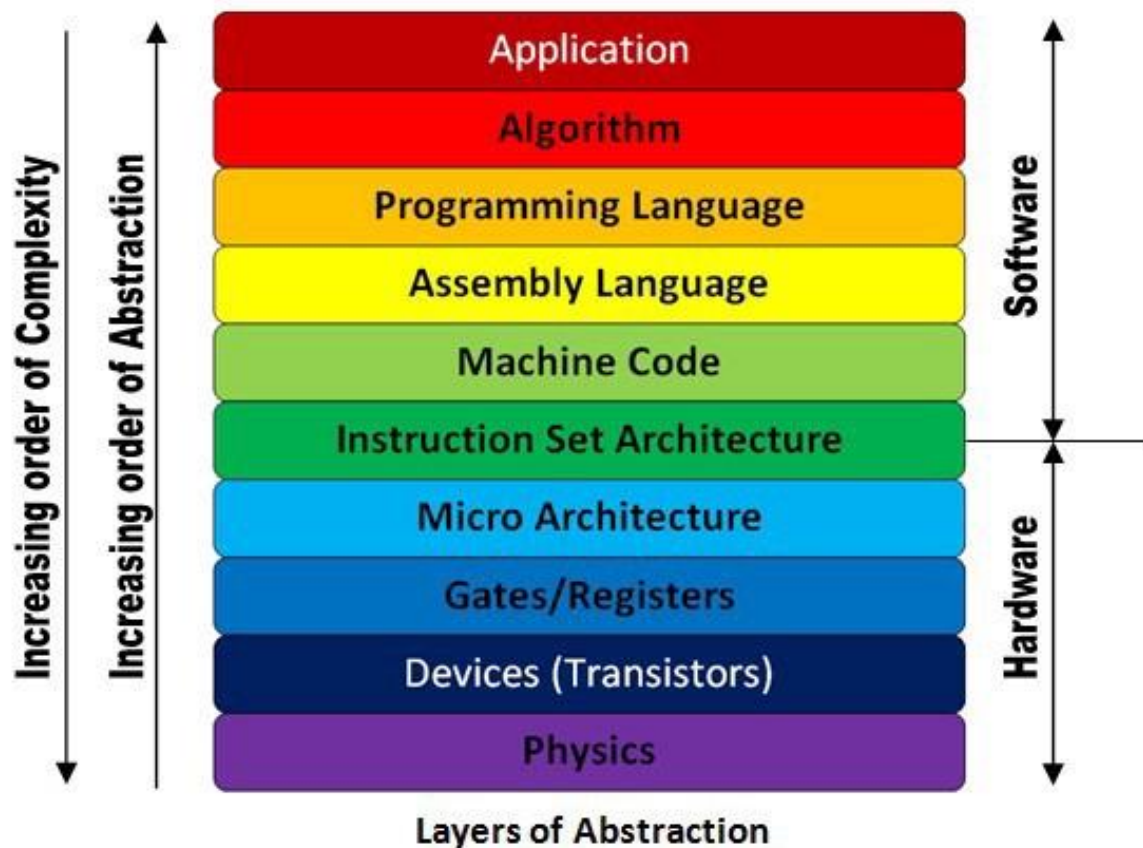 Increasing order of Complexity
Increasing order of Abstraction
Application
Algorithm
Programming Language
Assembly Language
Machine Code
Instruction Set Architecture
Micro Architecture
Gates/Registers
Devices (Transistors)
Physics
Software
Hardware
Layers of Abstraction